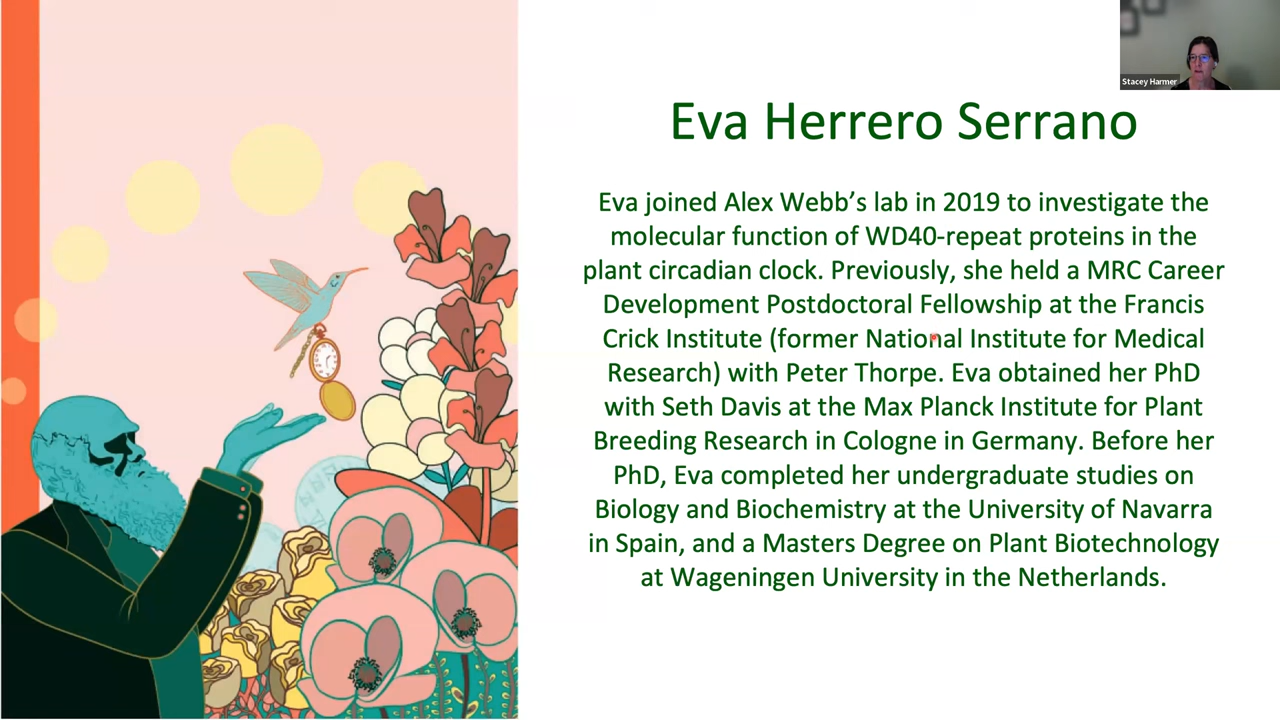 Stacey Harmer
Eva Herrero Serrano
Eva joined Alex Webb’s lab in 2019 to investigate the
molecular function of WD40-repeat proteins in the
plant circadian clock. Previously, she held a MRC Career
Development Postdoctoral Fellowship at the Francis
Crick Institute (former National Institute for Medical
Research) with Peter Thorpe. Eva obtained her PhD
with Seth Davis at the Max Planck Institute for Plant
Breeding Research in Cologne in Germany. Before her
PhD, Eva completed her undergraduate studies on
Biology and Biochemistry at the University of Navarra
in Spain, and a Masters Degree on Plant Biotechnology
at Wageningen University in the Netherlands.